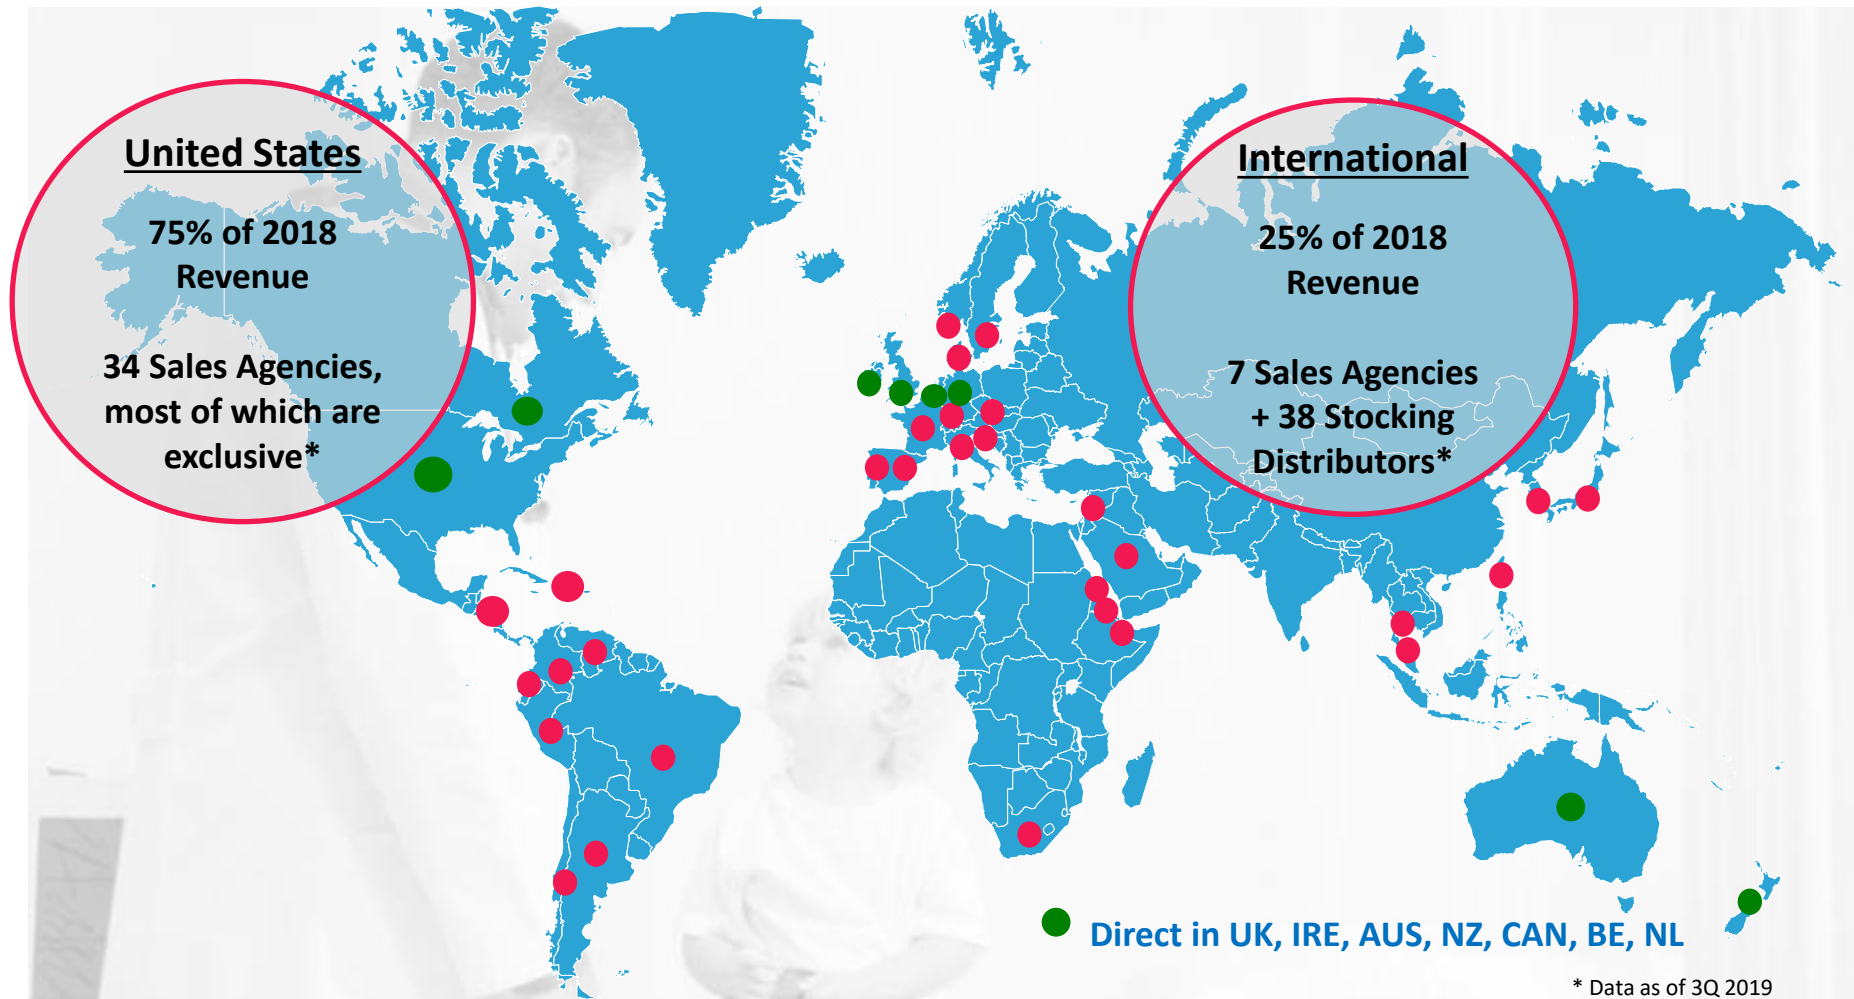 United States
75% of 2018
Revenue
34 Sales Agencies,
most of which are
exclusive*
International
25% of 2018
Revenue
7 Sales Agencies
+ 38 Stocking
Distributors*
Direct in UK, IRE, AUS, NZ, CAN, BE, NL
* Data as of 3Q 2019